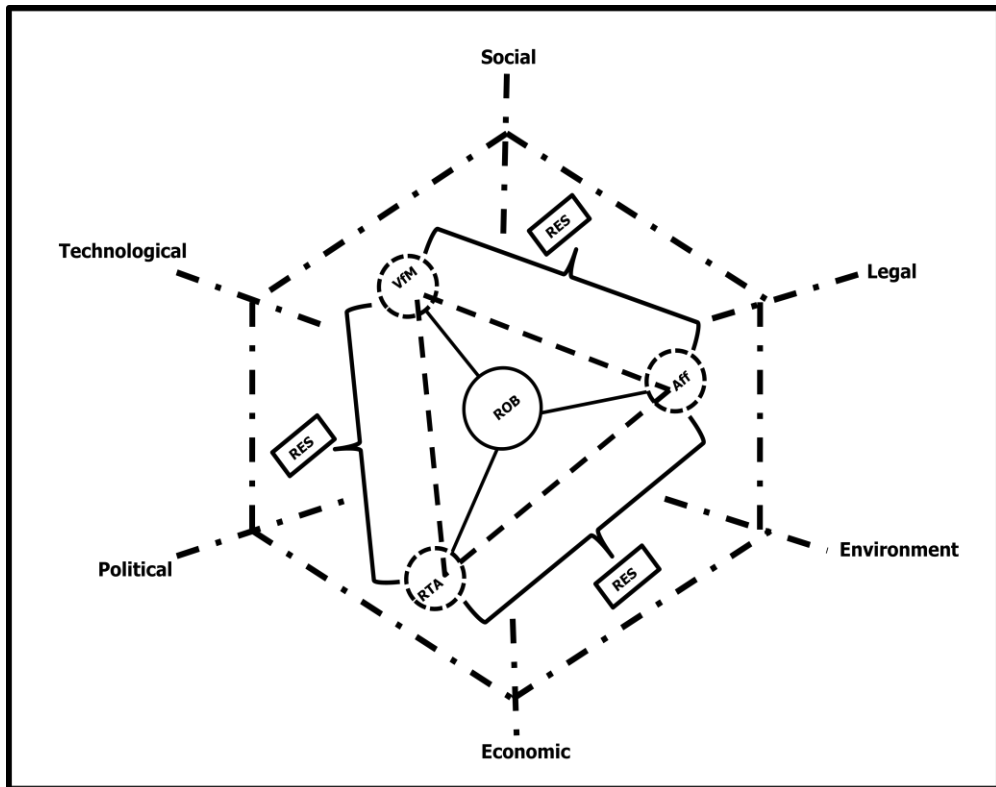 Social
RES
Technological
VfM
Legal
Aff
ROB
RES
Political
RTA
RES
Environment
Economic